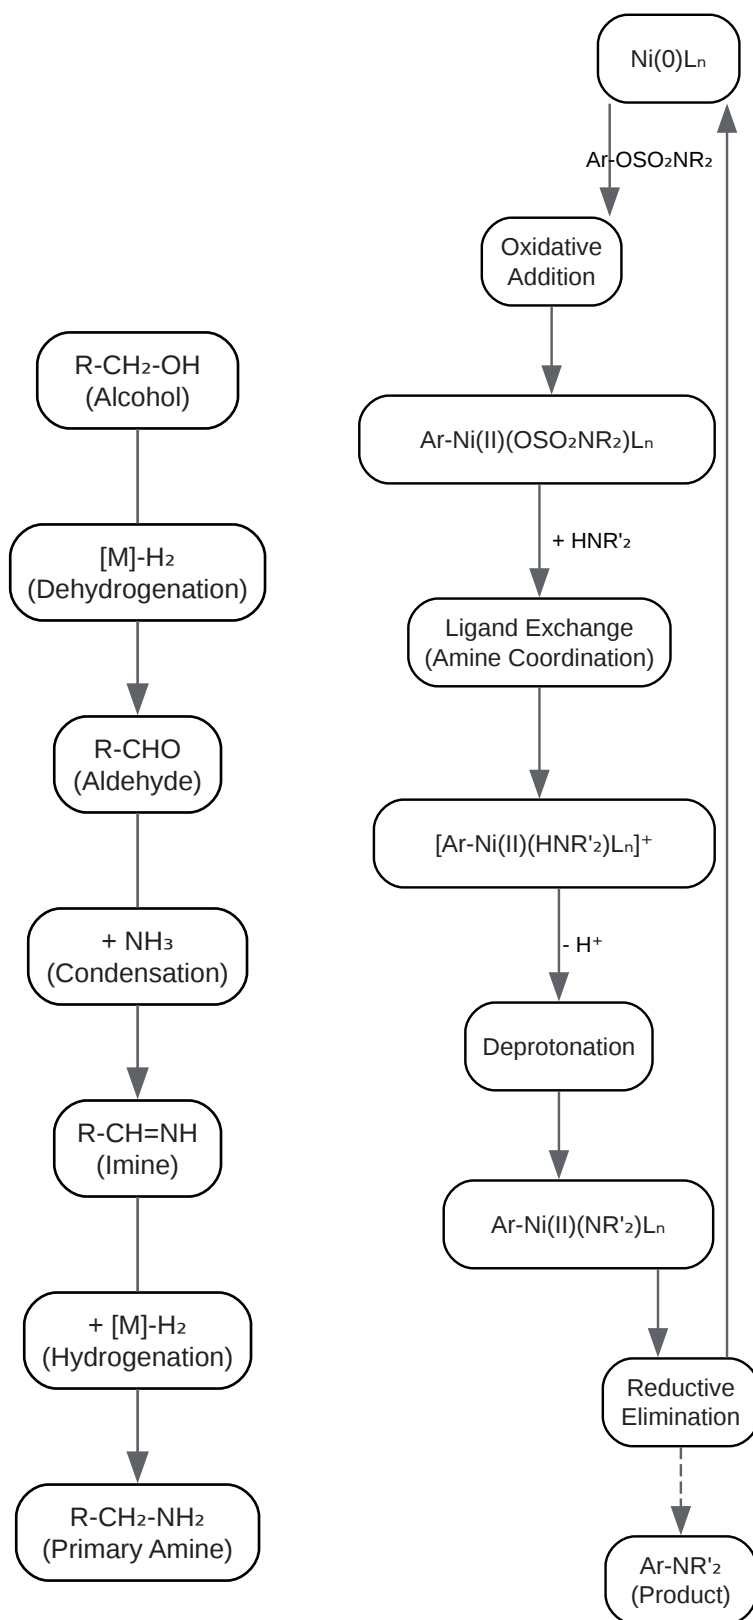 R-CH₂-OH
(Alcohol)
[M]-H₂
(Dehydrogenation)
R-CHO
(Aldehyde)
+ NH₃
(Condensation)
R-CH=NH
(Imine)
+ [M]-H₂
(Hydrogenation)
R-CH₂-NH₂
(Primary Amine)
Ni(0)Lₙ
Ar-OSO₂NR₂
Oxidative
Addition
Ar-Ni(II)(OSO₂NR₂)Lₙ
+ HNR'₂
Ligand Exchange
(Amine Coordination)
[Ar-Ni(II)(HNR'₂)Lₙ]⁺
- H⁺
Deprotonation
Ar-Ni(II)(NR'₂)Lₙ
Reductive
Elimination
Ar-NR'₂
(Product)